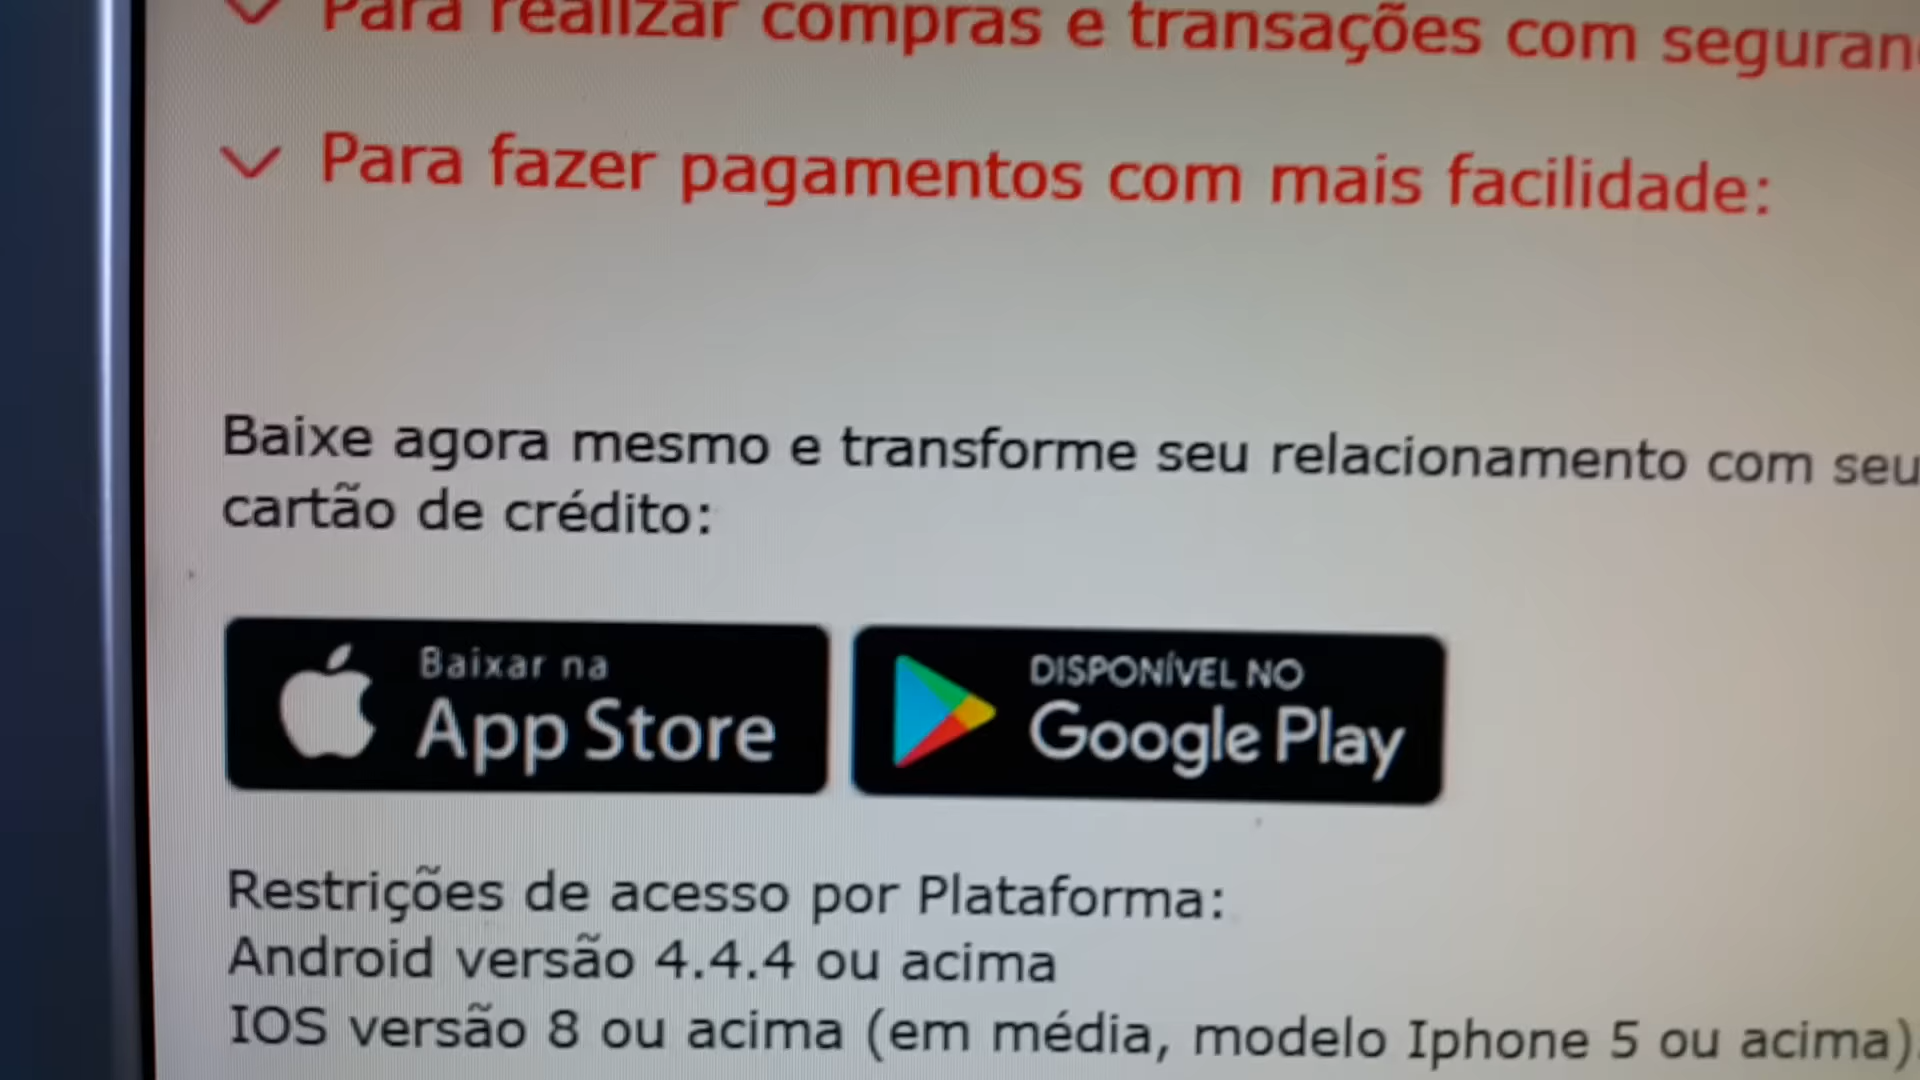 Para realizar compras e transações com
Para fazer pagamentos com mais facilidade:
Baixe agora mesmo e transforme seu relacionamento com seu
cartão de crédito:
Baixar na
App Store
DISPONÍVEL NO
Google Play
Restrições de acesso por Plataforma:
Android versão 4.4.4 ou acima
IOS versão 8 ou acima (em média, modelo Iphone 5 ou acima)